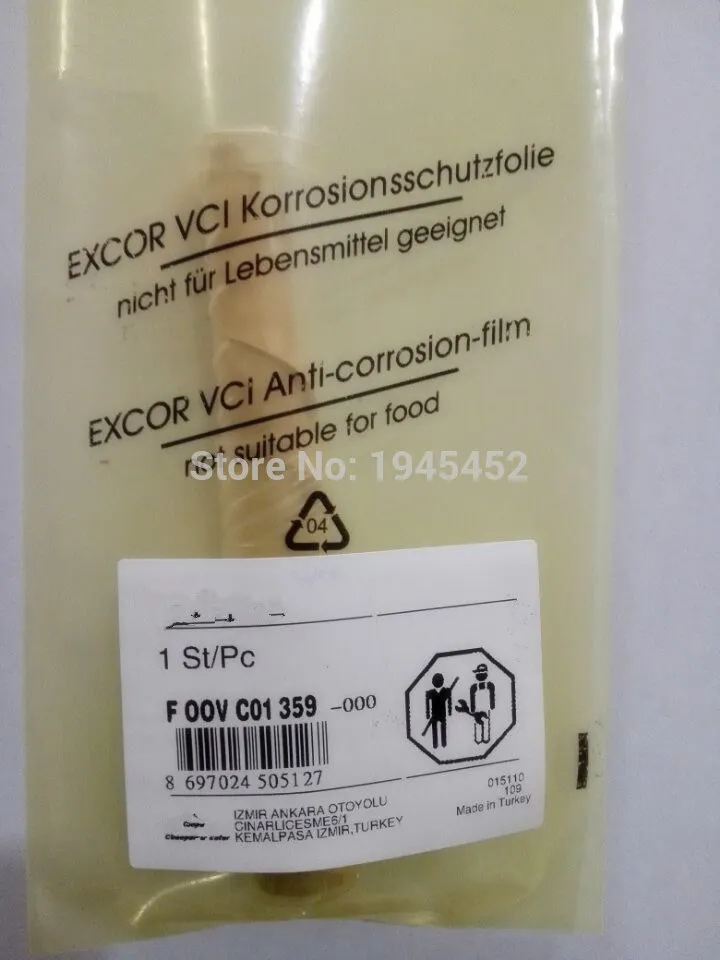 EXCOR VCI Korrosionsschutzfolie
nicht für Lebensmittel geeignet
EXCOR VCi Anti-corrosion-film
not suitable for food
Store No: 1945452
04
1 St/Pc
F 00V C01 359 -000
8 697024 505127
IZMIR ANKARA OTOYOLU
CINARLICESME6/1
KEMALPASA IZMIR,TURKEY
015110
109
Made in Turkey